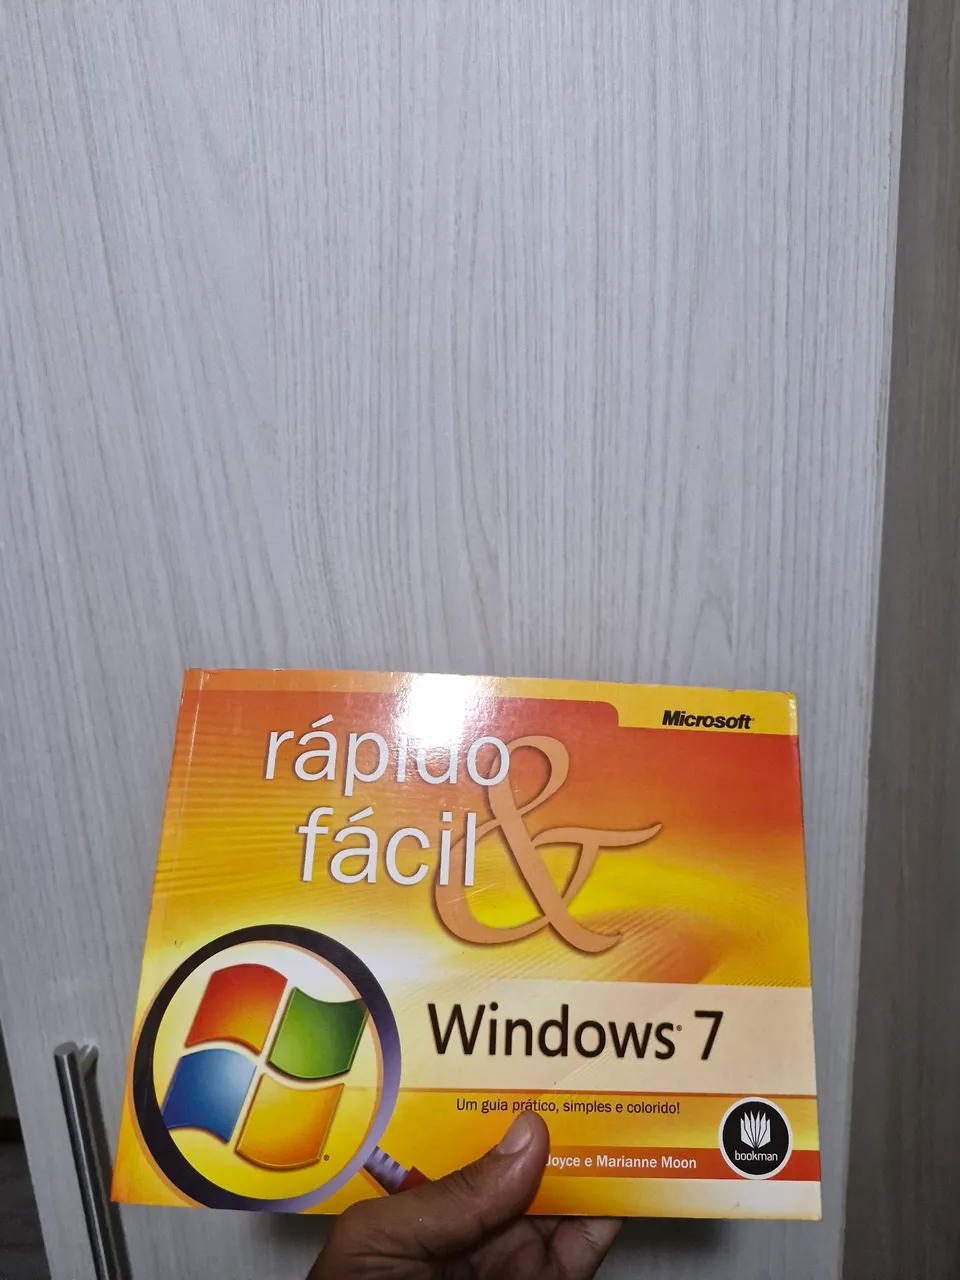 Microsoft®
rápido &
fácil
Windows® 7
Um guia prático, simples e colorido!
Joyce e Marianne Moon
bookman
®